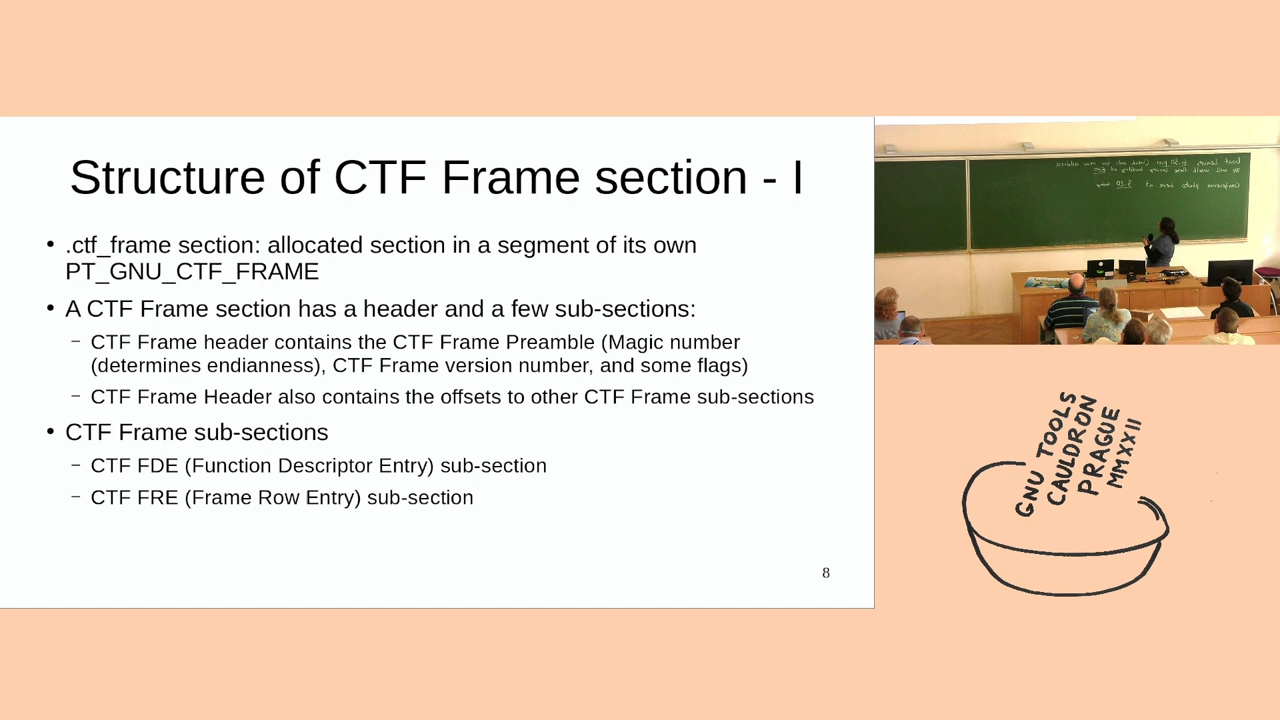 Structure of CTF Frame section - I
• .ctf_frame section: allocated section in a segment of its own
PT_GNU_CTF_FRAME
• A CTF Frame section has a header and a few sub-sections:
– CTF Frame header contains the CTF Frame Preamble (Magic number
(determines endianness), CTF Frame version number, and some flags)
– CTF Frame Header also contains the offsets to other CTF Frame sub-sections
• CTF Frame sub-sections
– CTF FDE (Function Descriptor Entry) sub-section
– CTF FRE (Frame Row Entry) sub-section
8
GNU TOOLS
CAULDRON
PRAGUE
MMXXII